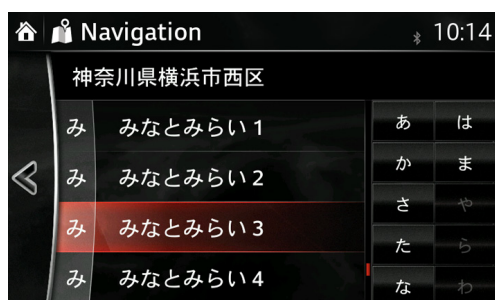 Navigation 10:14
神奈川県横浜市西区
み みなとみらい 1
み みなとみらい 2
み みなとみらい 3
み みなとみらい 4
あ は
か ま
さ や
た ら
な わ